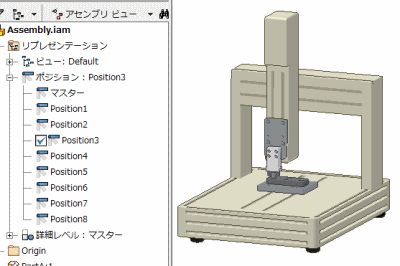 アセンブリ ビュー
Assembly.iam
リプレゼンテーション
ビュー: Default
ポジション : Position3
マスター
Position1
Position2
Position3
Position4
Position5
Position6
Position7
Position8
詳細レベル : マスター
Origin
PartA:1